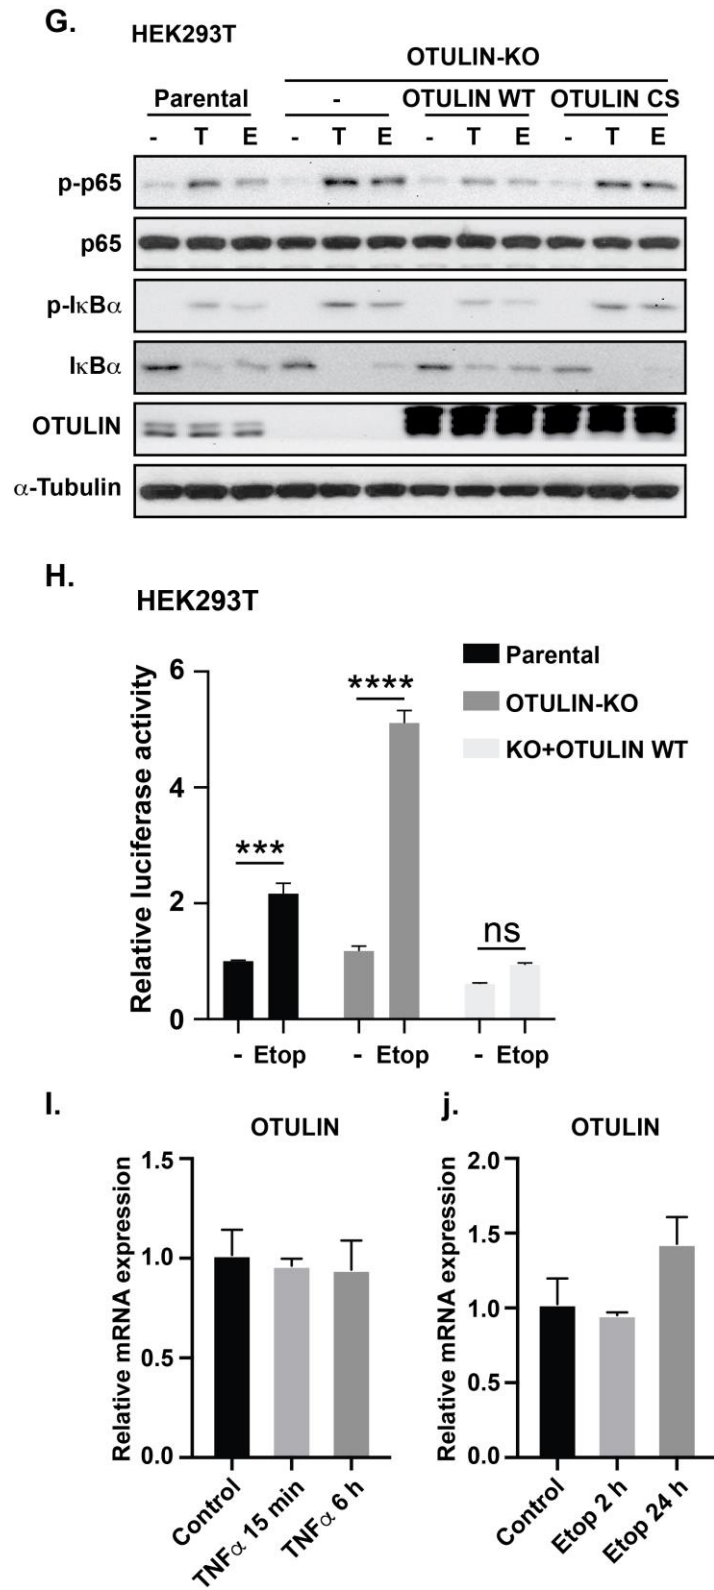 G.
HEK293T
OTULIN-KO
Parental - OTULIN WT OTULIN CS
- T E - T E - T E - T E
p-p65
p65
p-IκBα
IκBα
OTULIN
α-Tubulin
H.
HEK293T
Relative luciferase activity
6
4
2
0
***
****
ns
Parental
OTULIN-KO
KO+OTULIN WT
- Etop - Etop - Etop
I.
OTULIN
Relative mRNA expression
1.5
1.0
0.5
0.0
Control
TNFα 15 min
TNFα 6 h
j.
OTULIN
Relative mRNA expression
2.0
1.5
1.0
0.5
0.0
Control
Etop 2 h
Etop 24 h